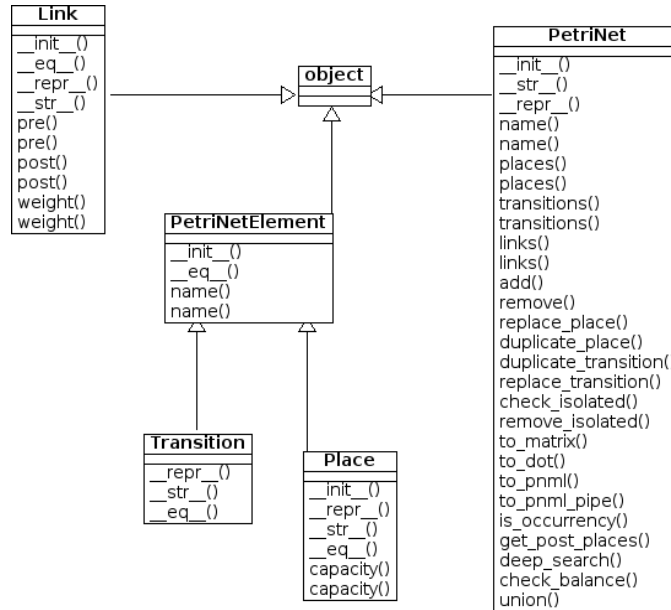 Link
__init__()
__eq__()
__repr__()
__str__()
pre()
pre()
post()
post()
weight()
weight()
object
PetriNet
__init__()
__str__()
__repr__()
name()
name()
places()
places()
transitions()
transitions()
links()
links()
add()
remove()
replace_place()
duplicate_place()
duplicate_transition(
replace_transition()
check_isolated()
remove_isolated()
to_matrix()
to_dot()
to_pnml()
to_pnml_pipe()
is_occurrency()
get_post_places()
deep_search()
check_balance()
union()
PetriNetElement
__init__()
__eq__()
name()
name()
Transition
__repr__()
__str__()
__eq__()
Place
__init__()
__repr__()
__str__()
__eq__()
capacity()
capacity()